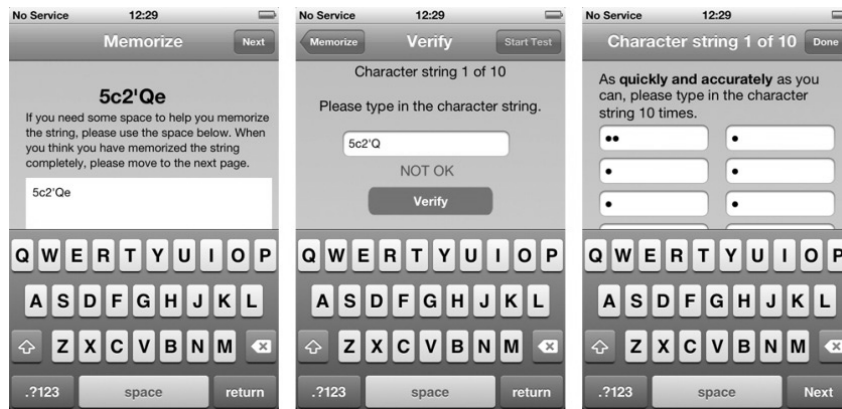 No Service 12:29
Memorize Next
5c2'Qe
If you need some space to help you memorize
the string, please use the space below. When
you think you have memorized the string
completely, please move to the next page.
5c2'Qe
Q W E R T Y U I O P
A S D F G H J K L
Z X C V B N M
.?123 space return
No Service 12:29
Memorize Verify Start Test
Character string 1 of 10
Please type in the character string.
5c2'Q
NOT OK
Verify
Q W E R T Y U I O P
A S D F G H J K L
Z X C V B N M
.?123 space return
No Service 12:29
Character string 1 of 10 Done
As quickly and accurately as you
can, please type in the character
string 10 times.
•• •
• •
• •
Q W E R T Y U I O P
A S D F G H J K L
Z X C V B N M
.?123 space Next